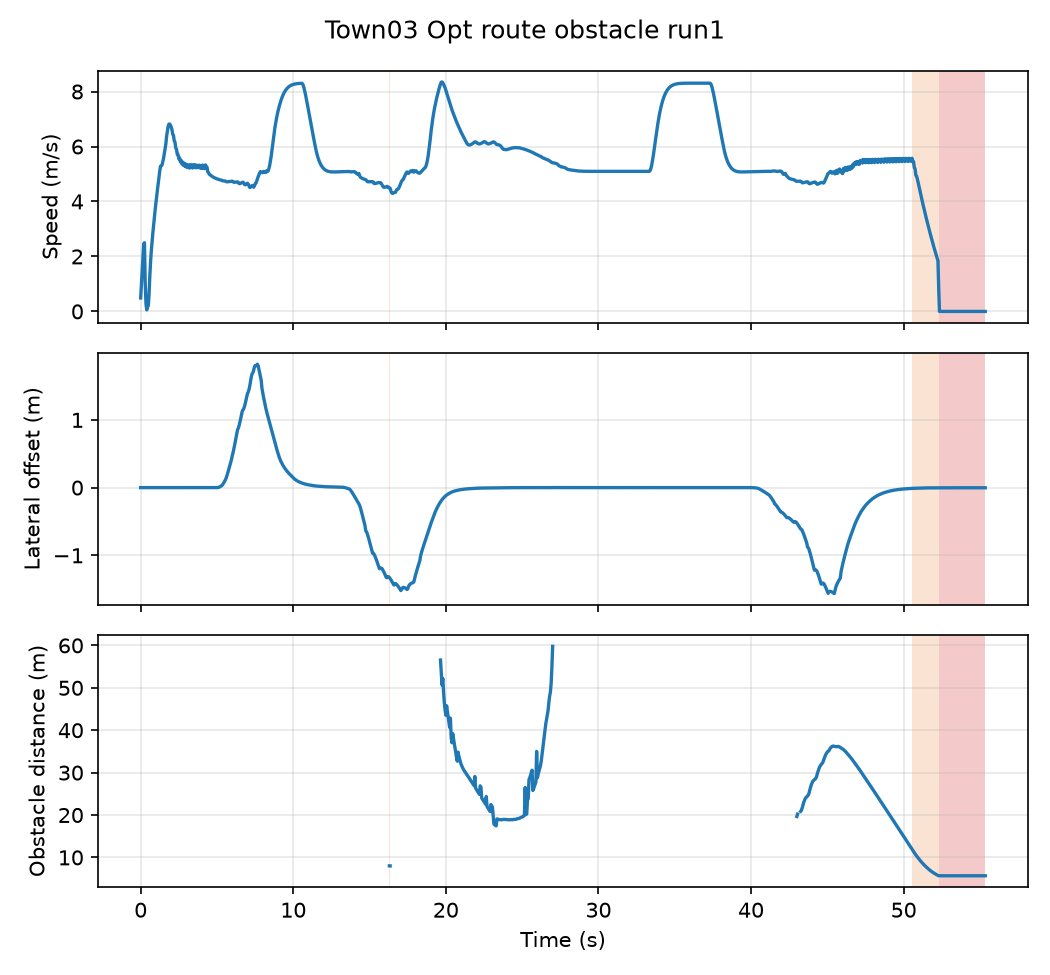 Town03 Opt route obstacle run1
Speed (m/s)
8
6
4
2
0
Lateral offset (m)
1
0
−1
Obstacle distance (m)
60
50
40
30
20
10
0 10 20 30 40 50
Time (s)